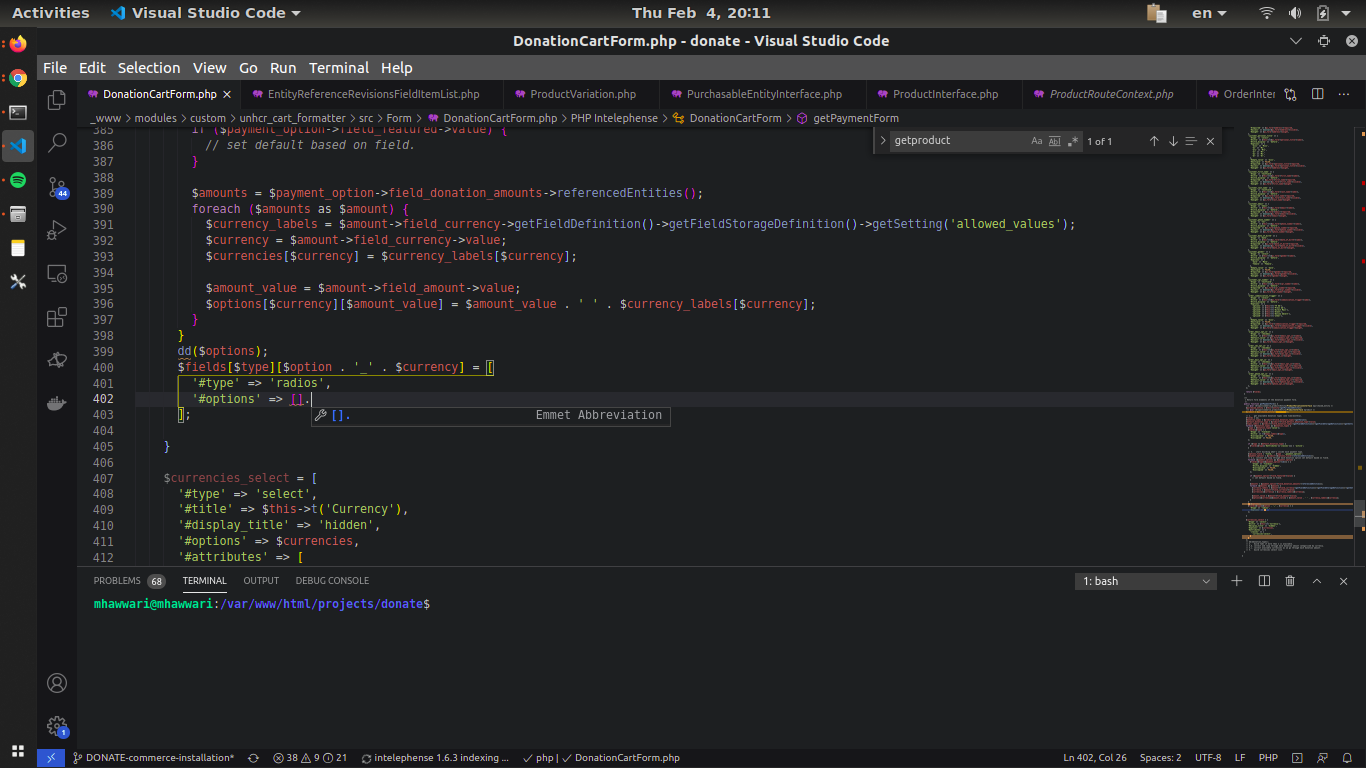 Activities Visual Studio Code Thu Feb 4, 20:11 en
DonationCartForm.php - donate - Visual Studio Code
File Edit Selection View Go Run Terminal Help
DonationCartForm.php EntityReferenceRevisionsFieldItemList.php ProductVariation.php PurchasableEntityInterface.php ProductInterface.php ProductRouteContext.php OrderInter
_www > modules > custom > unhcr_cart_formatter > src > Form > DonationCartForm.php > PHP Intelephense > DonationCartForm > getPaymentForm
getproduct Aa Abl .* 1 of 1
385 if ($payment_option->field_featured->value) {
386 // set default based on field.
387 }
388
389 $amounts = $payment_option->field_donation_amounts->referencedEntities();
390 foreach ($amounts as $amount) {
391 $currency_labels = $amount->field_currency->getFieldDefinition()->getFieldStorageDefinition()->getSetting('allowed_values');
392 $currency = $amount->field_currency->value;
393 $currencies[$currency] = $currency_labels[$currency];
394
395 $amount_value = $amount->field_amount->value;
396 $options[$currency][$amount_value] = $amount_value . ' ' . $currency_labels[$currency];
397 }
398 }
399 dd($options);
400 $fields[$type][$option . '_' . $currency] = [
401 '#type' => 'radios',
402 '#options' => [].
[]. Emmet Abbreviation
403 ];
404
405 }
406
407 $currencies_select = [
408 '#type' => 'select',
409 '#title' => $this->t('Currency'),
410 '#display_title' => 'hidden',
411 '#options' => $currencies,
412 '#attributes' => [
44
PROBLEMS 68 TERMINAL OUTPUT DEBUG CONSOLE 1: bash
mhawwari@mhawwari:/var/www/html/projects/donate$
1
DONATE-commerce-installation* 38 9 21 intelephense 1.6.3 indexing ... php | DonationCartForm.php Ln 402, Col 26 Spaces: 2 UTF-8 LF PHP